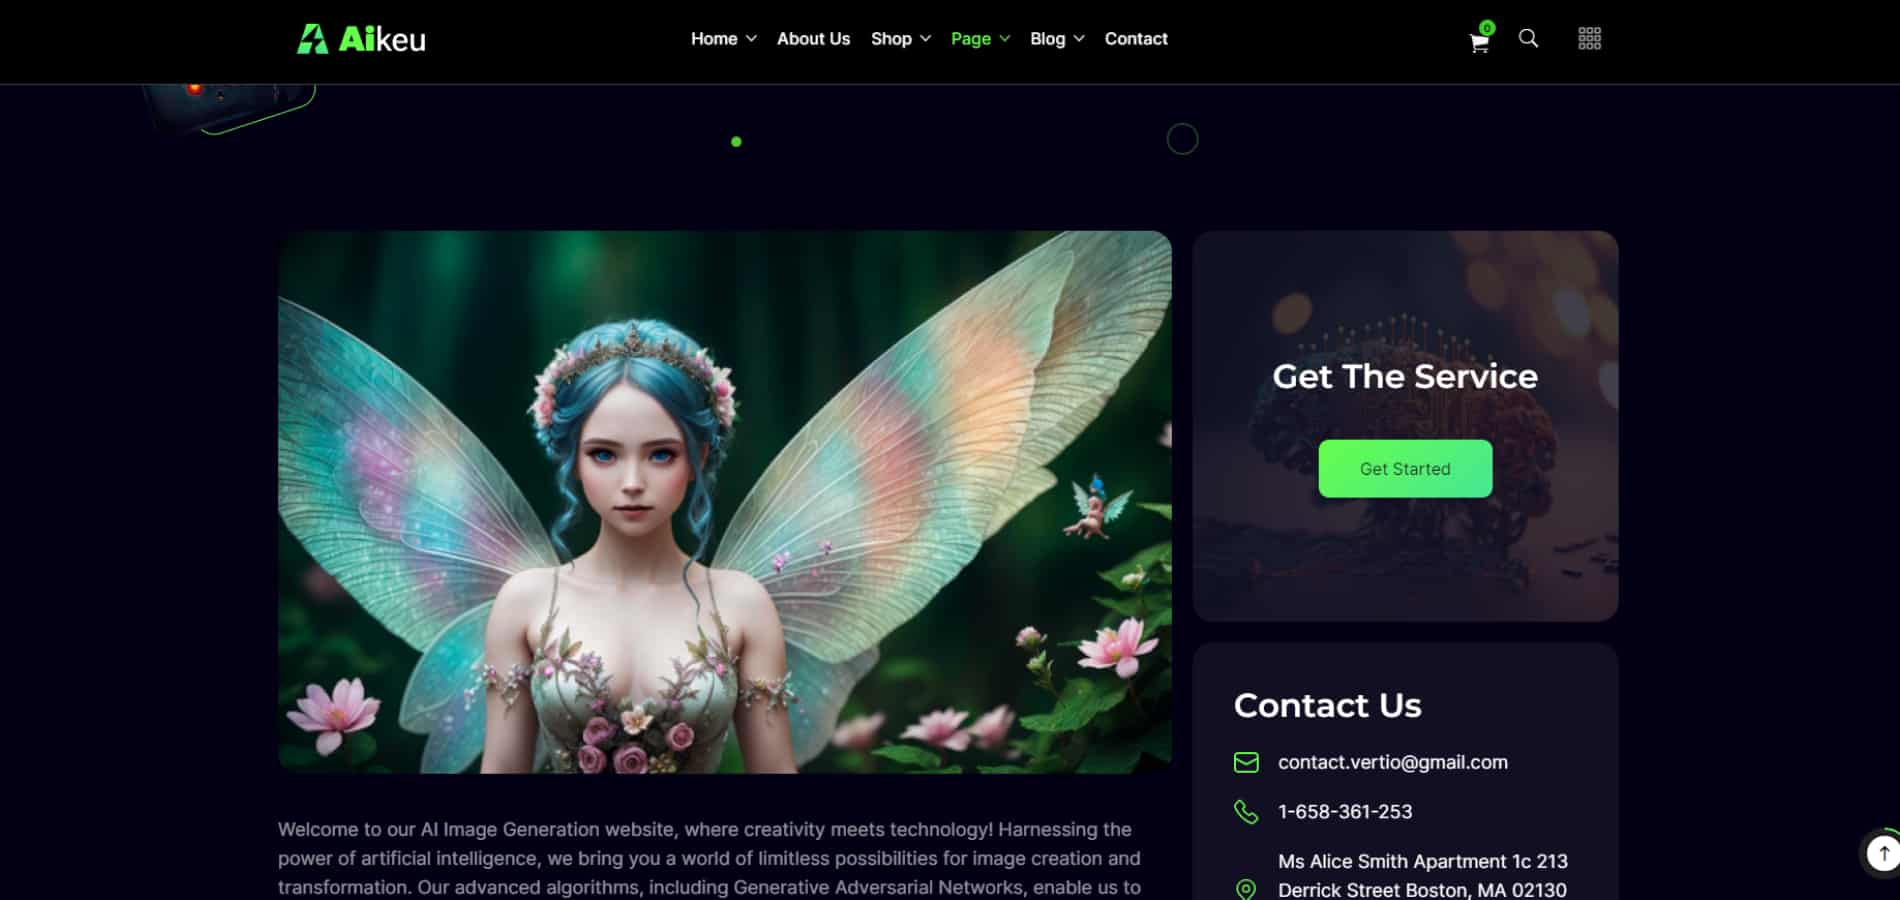 Aikeu
Home About Us Shop Page Blog Contact
0
Get The Service
Get Started
Contact Us
contact.vertio@gmail.com
1-658-361-253
Ms Alice Smith Apartment 1c 213
Derrick Street Boston, MA 02130
Welcome to our AI Image Generation website, where creativity meets technology! Harnessing the
power of artificial intelligence, we bring you a world of limitless possibilities for image creation and
transformation. Our advanced algorithms, including Generative Adversarial Networks, enable us to